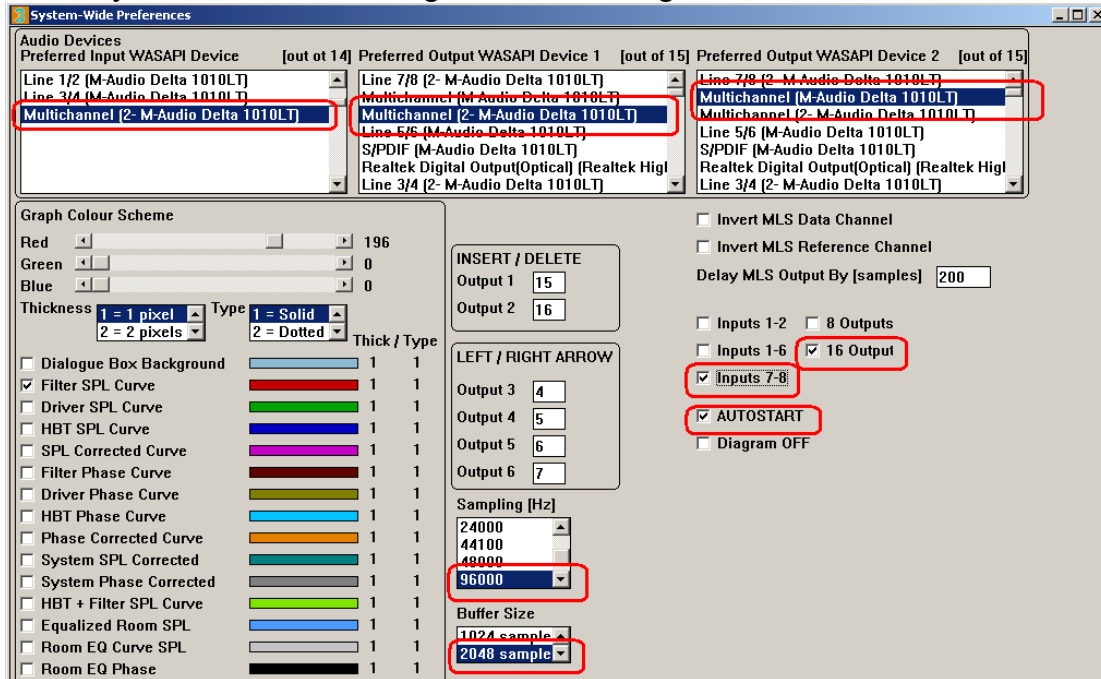 System-Wide Preferences
Audio Devices
Preferred Input WASAPI Device [out ot 14] Preferred Output WASAPI Device 1 [out of 15] Preferred Output WASAPI Device 2 [out of 15]
Line 1/2 (M-Audio Delta 1010LT)
Line 3/4 (M-Audio Delta 1010LT)
Multichannel (2- M-Audio Delta 1010LT)
Line 7/8 (2- M-Audio Delta 1010LT)
Multichannel (M-Audio Delta 1010LT)
Multichannel (2- M-Audio Delta 1010LT)
Line 5/6 (M-Audio Delta 1010LT)
S/PDIF (M-Audio Delta 1010LT)
Realtek Digital Output(Optical) (Realtek Higl
Line 3/4 (2- M-Audio Delta 1010LT)
Line 7/8 (2- M-Audio Delta 1010LT)
Multichannel (M-Audio Delta 1010LT)
Multichannel (2- M-Audio Delta 1010LT)
Line 5/6 (M-Audio Delta 1010LT)
S/PDIF (M-Audio Delta 1010LT)
Realtek Digital Output(Optical) (Realtek Higl
Line 3/4 (2- M-Audio Delta 1010LT)
Graph Colour Scheme
Red 196
Green 0
Blue 0
Thickness 1 = 1 pixel Type 1 = Solid
2 = 2 pixels 2 = Dotted
Thick / Type
Dialogue Box Background 1 1
Filter SPL Curve 1 1
Driver SPL Curve 1 1
HBT SPL Curve 1 1
SPL Corrected Curve 1 1
Filter Phase Curve 1 1
Driver Phase Curve 1 1
HBT Phase Curve 1 1
Phase Corrected Curve 1 1
System SPL Corrected 1 1
System Phase Corrected 1 1
HBT + Filter SPL Curve 1 1
Equalized Room SPL 1 1
Room EQ Curve SPL 1 1
Room EQ Phase 1 1
INSERT / DELETE
Output 1 15
Output 2 16
LEFT / RIGHT ARROW
Output 3 4
Output 4 5
Output 5 6
Output 6 7
Sampling [Hz]
24000
44100
48000
96000
Buffer Size
1024 sample
2048 sample
Invert MLS Data Channel
Invert MLS Reference Channel
Delay MLS Output By [samples] 200
Inputs 1-2 8 Outputs
Inputs 1-6 16 Output
Inputs 7-8
AUTOSTART
Diagram OFF